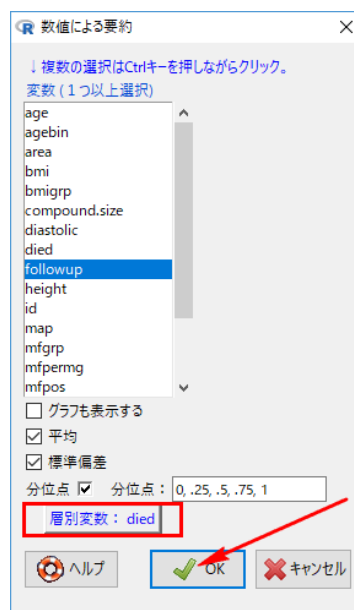 数値による要約
↓複数の選択はCtrlキーを押しながらクリック。
変数(1つ以上選択)
age
agebin
area
bmi
bmigrp
compound.size
diastolic
died
followup
height
id
map
mfgrp
mfpermg
mfpos
グラフも表示する
平均
標準偏差
分位点 分位点: 0, .25, .5, .75, 1
層別変数: died
ヘルプ OK キャンセル